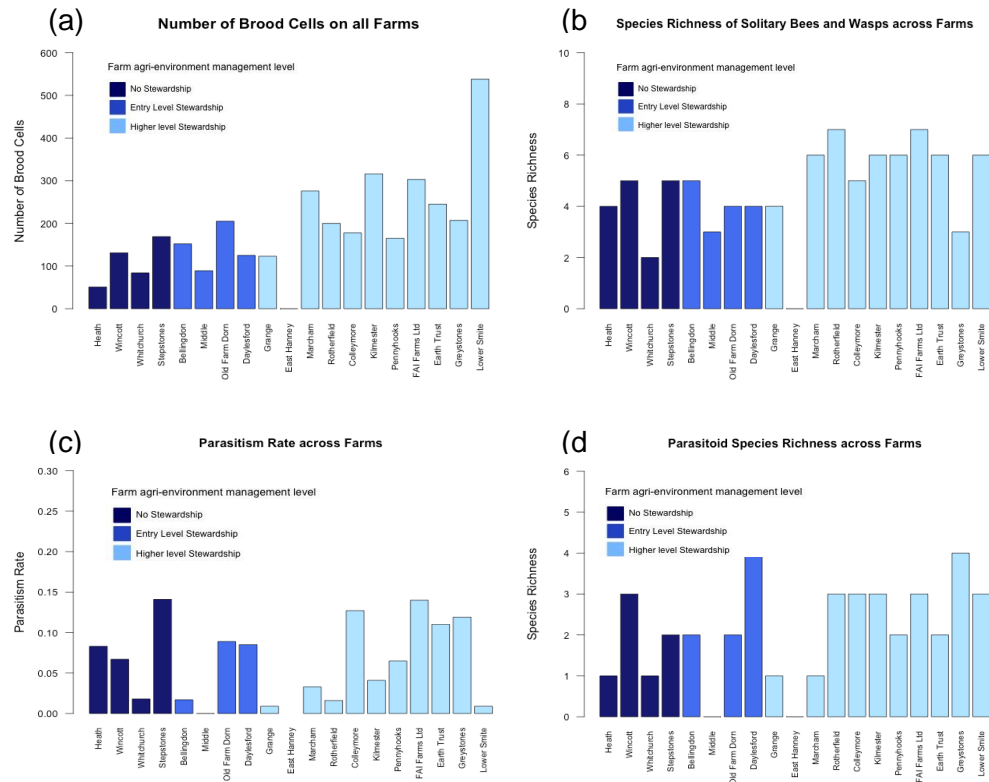 (a)
Number of Brood Cells on all Farms
Number of Brood Cells
600
500
400
300
200
100
0
Farm agri-environment management level
No Stewardship
Entry Level Stewardship
Higher level Stewardship
Heath
Wincott
Whitchurch
Stepstones
Bellingdon
Middle
Old Farm Dorn
Daylesford
Grange
East Hanney
Marcham
Rotherfield
Colleymore
Kilmester
Pennyhooks
FAI Farms Ltd
Earth Trust
Greystones
Lower Smite
(b)
Species Richness of Solitary Bees and Wasps across Farms
Species Richness
10
8
6
4
2
0
Farm agri-environment management level
No Stewardship
Entry Level Stewardship
Higher level Stewardship
Heath
Wincott
Whitchurch
Stepstones
Bellingdon
Middle
Old Farm Dorn
Daylesford
Grange
East Hanney
Marcham
Rotherfield
Colleymore
Kilmester
Pennyhooks
FAI Farms Ltd
Earth Trust
Greystones
Lower Smite
(c)
Parasitism Rate across Farms
Parasitism Rate
0.30
0.25
0.20
0.15
0.10
0.05
0.00
Farm agri-environment management level
No Stewardship
Entry Level Stewardship
Higher level Stewardship
Heath
Wincott
Whitchurch
Stepstones
Bellingdon
Middle
Old Farm Dorn
Daylesford
Grange
East Hanney
Marcham
Rotherfield
Colleymore
Kilmester
Pennyhooks
FAI Farms Ltd
Earth Trust
Greystones
Lower Smite
(d)
Parasitoid Species Richness across Farms
Species Richness
6
5
4
3
2
1
0
Farm agri-environment management level
No Stewardship
Entry Level Stewardship
Higher level Stewardship
Heath
Wincott
Whitchurch
Stepstones
Bellingdon
Middle
Old Farm Dorn
Daylesford
Grange
East Hanney
Marcham
Rotherfield
Colleymore
Kilmester
Pennyhooks
FAI Farms Ltd
Earth Trust
Greystones
Lower Smite